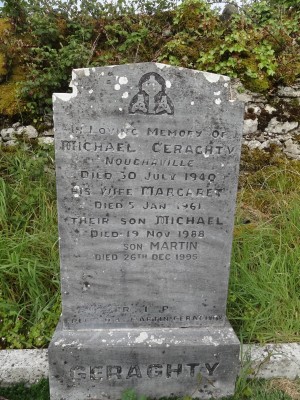 In Loving Memory of
MICHAEL GERAGHTY
NOUGHAVILLE
DIED 30 JULY 1940
HIS WIFE MARGARET
DIED 5 JAN 1961
THEIR SON MICHAEL
DIED 19 NOV 1988
SON MARTIN
DIED 26TH DEC 1995
R. I. P.
GERAGHTY